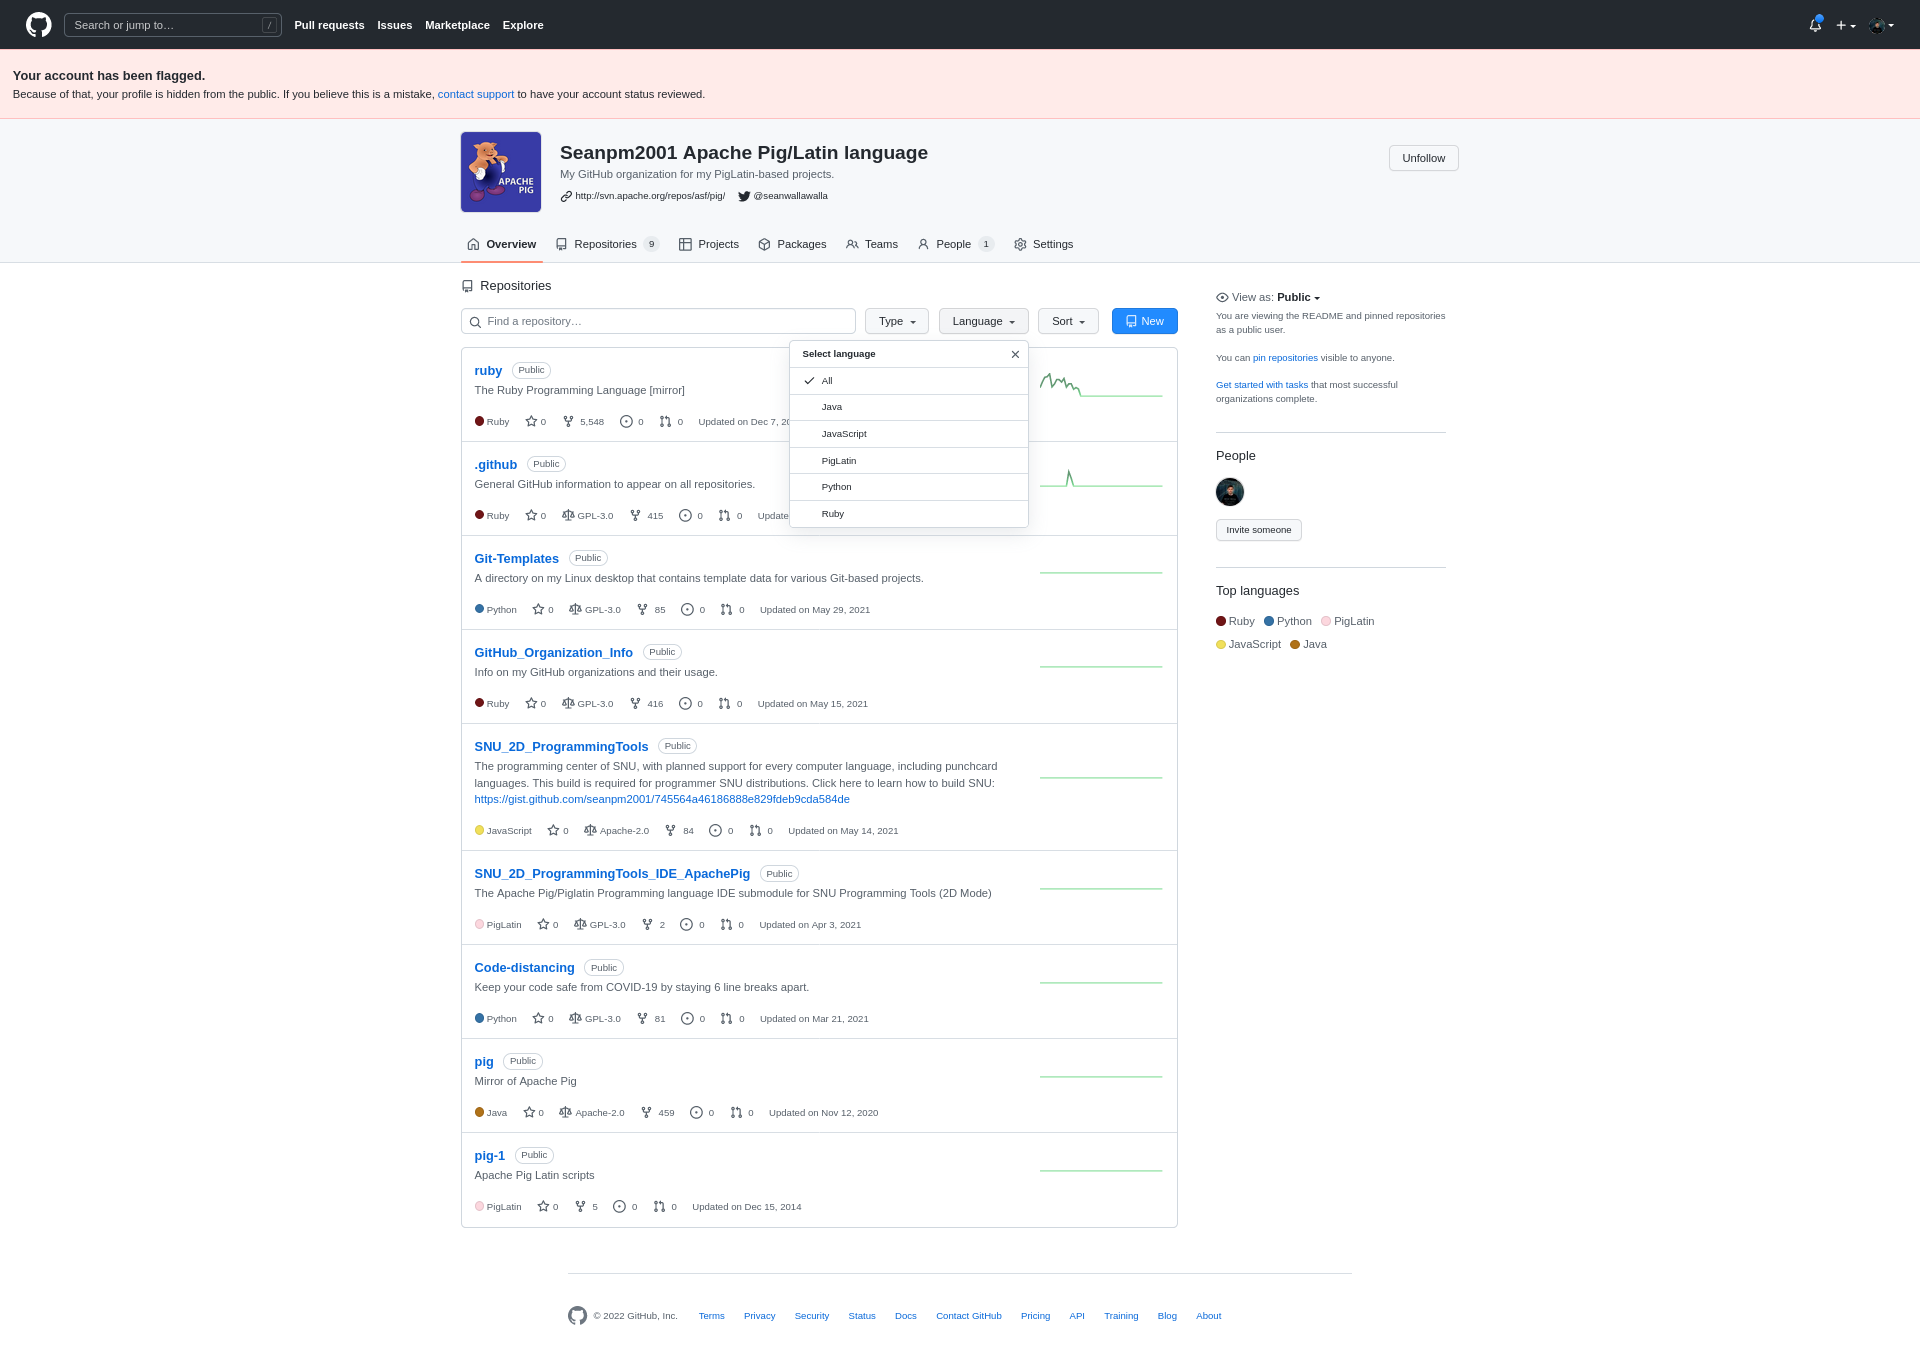 Search or jump to…
/
Pull requests
Issues
Marketplace
Explore
Your account has been flagged.
Because of that, your profile is hidden from the public. If you believe this is a mistake, contact support to have your account status reviewed.
APACHE
PIG
Seanpm2001 Apache Pig/Latin language
My GitHub organization for my PigLatin-based projects.
http://svn.apache.org/repos/asf/pig/
@seanwallawalla
Unfollow
Overview
Repositories 9
Projects
Packages
Teams
People 1
Settings
Repositories
Find a repository…
Type
Language
Sort
New
Select language
All
Java
JavaScript
PigLatin
Python
Ruby
ruby Public
The Ruby Programming Language [mirror]
Ruby 0 5,548 0 0 Updated on Dec 7, 20
.github Public
General GitHub information to appear on all repositories.
Ruby 0 GPL-3.0 415 0 0 Update
Git-Templates Public
A directory on my Linux desktop that contains template data for various Git-based projects.
Python 0 GPL-3.0 85 0 0 Updated on May 29, 2021
GitHub_Organization_Info Public
Info on my GitHub organizations and their usage.
Ruby 0 GPL-3.0 416 0 0 Updated on May 15, 2021
SNU_2D_ProgrammingTools Public
The programming center of SNU, with planned support for every computer language, including punchcard
languages. This build is required for programmer SNU distributions. Click here to learn how to build SNU:
https://gist.github.com/seanpm2001/745564a46186888e829fdeb9cda584de
JavaScript 0 Apache-2.0 84 0 0 Updated on May 14, 2021
SNU_2D_ProgrammingTools_IDE_ApachePig Public
The Apache Pig/Piglatin Programming language IDE submodule for SNU Programming Tools (2D Mode)
PigLatin 0 GPL-3.0 2 0 0 Updated on Apr 3, 2021
Code-distancing Public
Keep your code safe from COVID-19 by staying 6 line breaks apart.
Python 0 GPL-3.0 81 0 0 Updated on Mar 21, 2021
pig Public
Mirror of Apache Pig
Java 0 Apache-2.0 459 0 0 Updated on Nov 12, 2020
pig-1 Public
Apache Pig Latin scripts
PigLatin 0 5 0 0 Updated on Dec 15, 2014
View as: Public
You are viewing the README and pinned repositories
as a public user.
You can pin repositories visible to anyone.
Get started with tasks that most successful
organizations complete.
People
Invite someone
Top languages
Ruby Python PigLatin
JavaScript Java
© 2022 GitHub, Inc.
Terms
Privacy
Security
Status
Docs
Contact GitHub
Pricing
API
Training
Blog
About